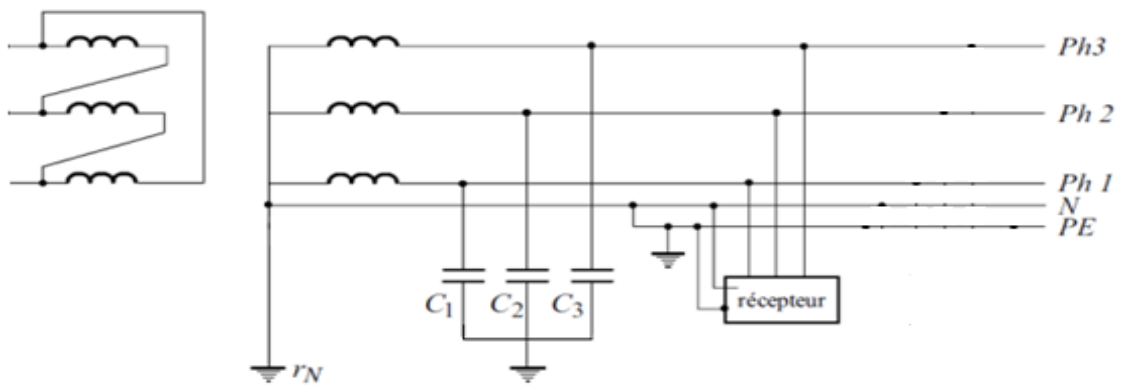 Ph3
Ph 2
Ph 1
N
PE
C1 C2 C3
récepteur
rN